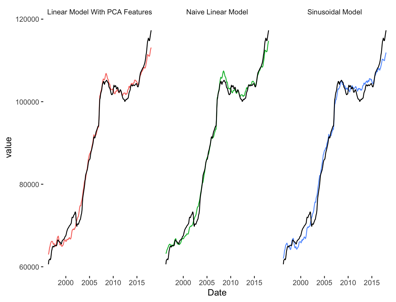 Linear Model With PCA Features Naive Linear Model Sinusoidal Model
120000
100000
80000
60000
value
2000 2005 2010 2015 2000 2005 2010 2015 2000 2005 2010 2015
Date